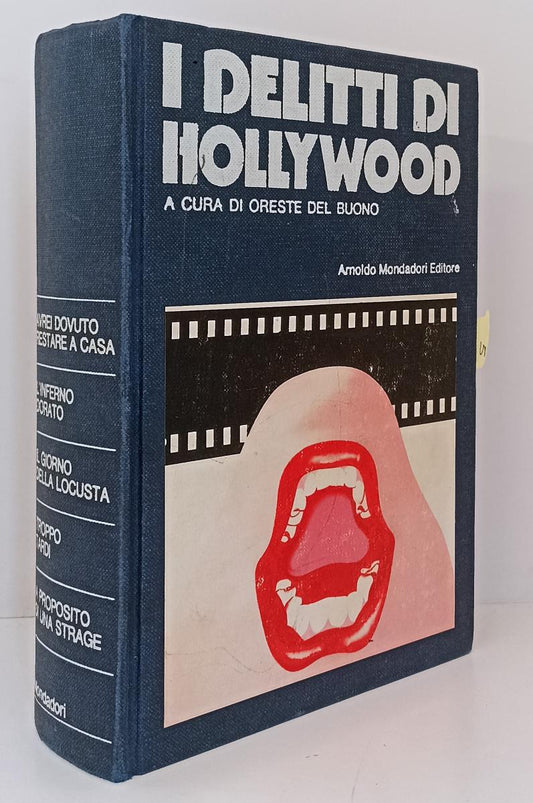 I DELITTI DI
HOLLYWOOD
A CURA DI ORESTE DEL BUONO
Arnoldo Mondadori Editore
AVREI DOVUTO
RESTARE A CASA
L'INFERNO
DORATO
IL GIORNO
DELLA LOCUSTA
TROPPO
TARDI
A PROPOSITO
DI UNA STRAGE
Mondadori